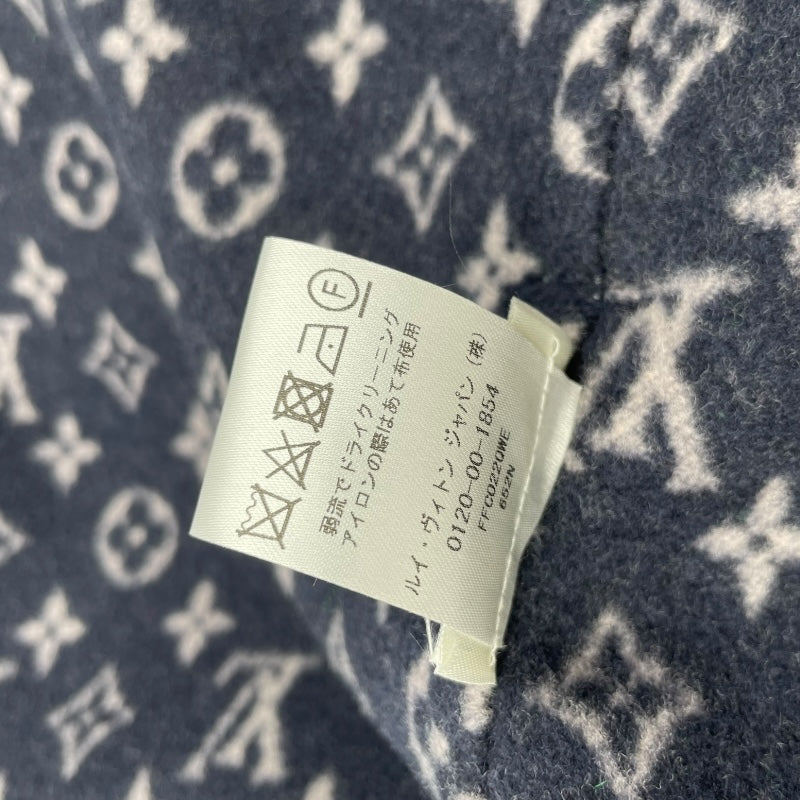 F
弱流でドライクリーニング
アイロンの際はあて布使用
ルイ・ヴィトン ジャパン (株)
0120-00-1854
FFCO22QWE
652N